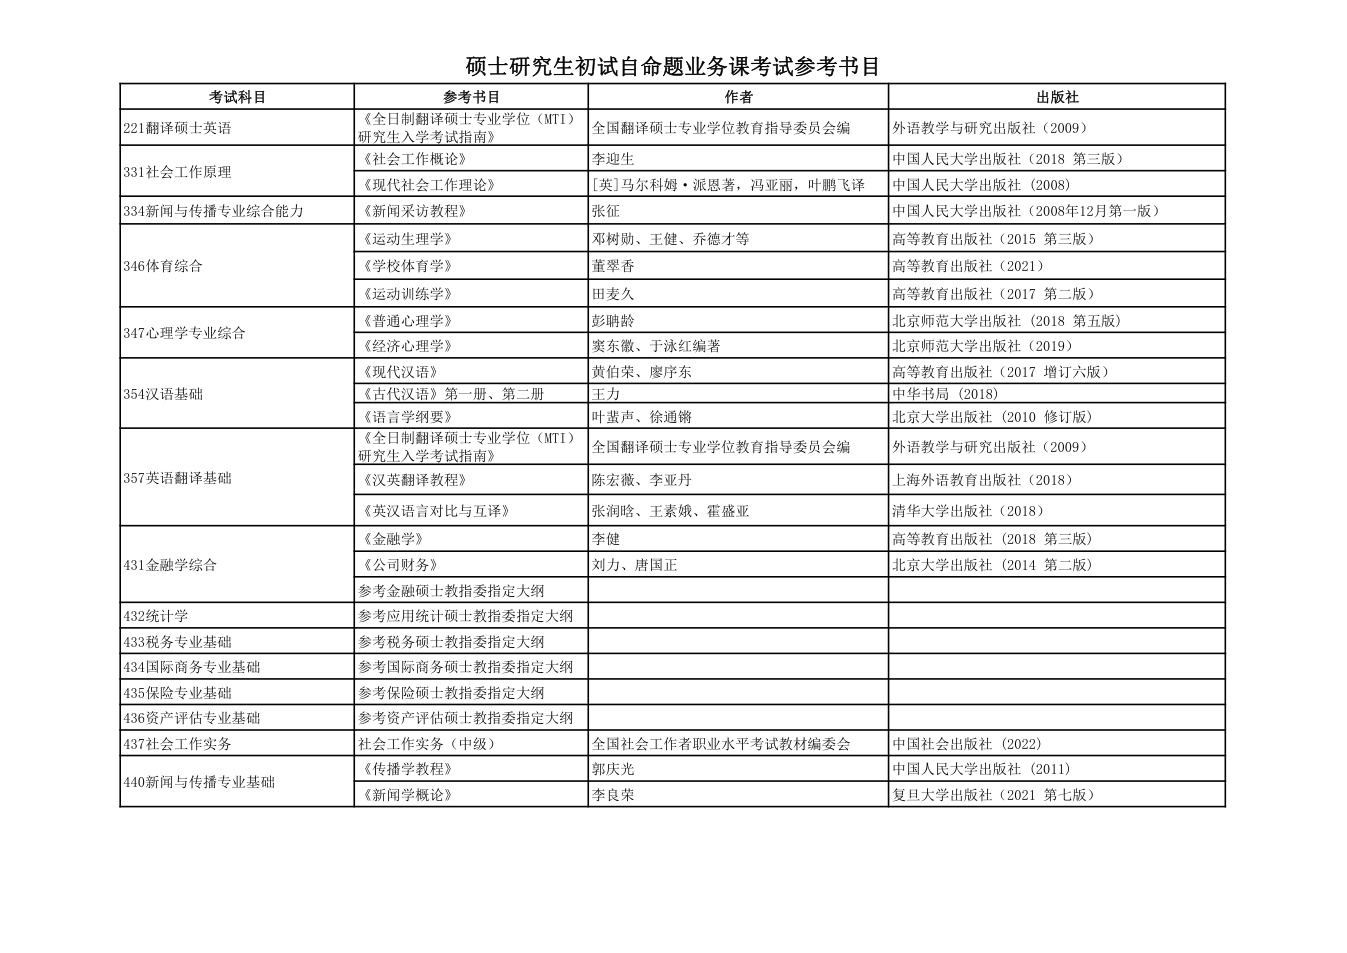 硕士研究生初试自命题业务课考试参考书目
考试科目 参考书目 作者 出版社
221翻译硕士英语 《全日制翻译硕士专业学位（MTI） 全国翻译硕士专业学位教育指导委员会编 外语教学与研究出版社（2009）
研究生入学考试指南》
331社会工作原理 《社会工作概论》 李迎生 中国人民大学出版社（2018 第三版）
《现代社会工作理论》 [英]马尔科姆·派恩著，冯亚丽，叶鹏飞译 中国人民大学出版社 (2008)
334新闻与传播专业综合能力 《新闻采访教程》 张征 中国人民大学出版社（2008年12月第一版）
346体育综合 《运动生理学》 邓树勋、王健、乔德才等 高等教育出版社（2015 第三版）
《学校体育学》 董翠香 高等教育出版社（2021）
《运动训练学》 田麦久 高等教育出版社（2017 第二版）
347心理学专业综合 《普通心理学》 彭聃龄 北京师范大学出版社 (2018 第五版)
《经济心理学》 窦东徽、于泳红编著 北京师范大学出版社（2019）
354汉语基础 《现代汉语》 黄伯荣、廖序东 高等教育出版社（2017 增订六版）
《古代汉语》第一册、第二册 王力 中华书局 (2018)
《语言学纲要》 叶蜚声、徐通锵 北京大学出版社 (2010 修订版)
357英语翻译基础 《全日制翻译硕士专业学位（MTI） 全国翻译硕士专业学位教育指导委员会编 外语教学与研究出版社（2009）
研究生入学考试指南》
《汉英翻译教程》 陈宏薇、李亚丹 上海外语教育出版社（2018）
《英汉语言对比与互译》 张润晗、王素娥、霍盛亚 清华大学出版社（2018）
431金融学综合 《金融学》 李健 高等教育出版社 (2018 第三版)
《公司财务》 刘力、唐国正 北京大学出版社 (2014 第二版)
参考金融硕士教指委指定大纲
432统计学 参考应用统计硕士教指委指定大纲
433税务专业基础 参考税务硕士教指委指定大纲
434国际商务专业基础 参考国际商务硕士教指委指定大纲
435保险专业基础 参考保险硕士教指委指定大纲
436资产评估专业基础 参考资产评估硕士教指委指定大纲
437社会工作实务 社会工作实务（中级） 全国社会工作者职业水平考试教材编委会 中国社会出版社 (2022)
440新闻与传播专业基础 《传播学教程》 郭庆光 中国人民大学出版社 (2011)
《新闻学概论》 李良荣 复旦大学出版社（2021 第七版）